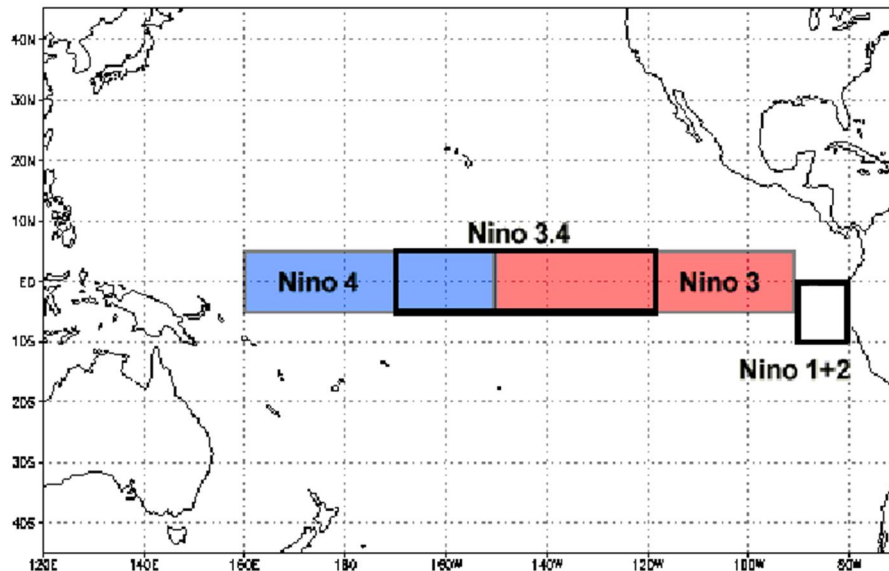 40N
30N
20N
10N
EQ
10S
20S
30S
40S
Nino 3.4
Nino 4
Nino 3
Nino 1+2
120E
140E
160E
180
160W
140W
120W
100W
80W